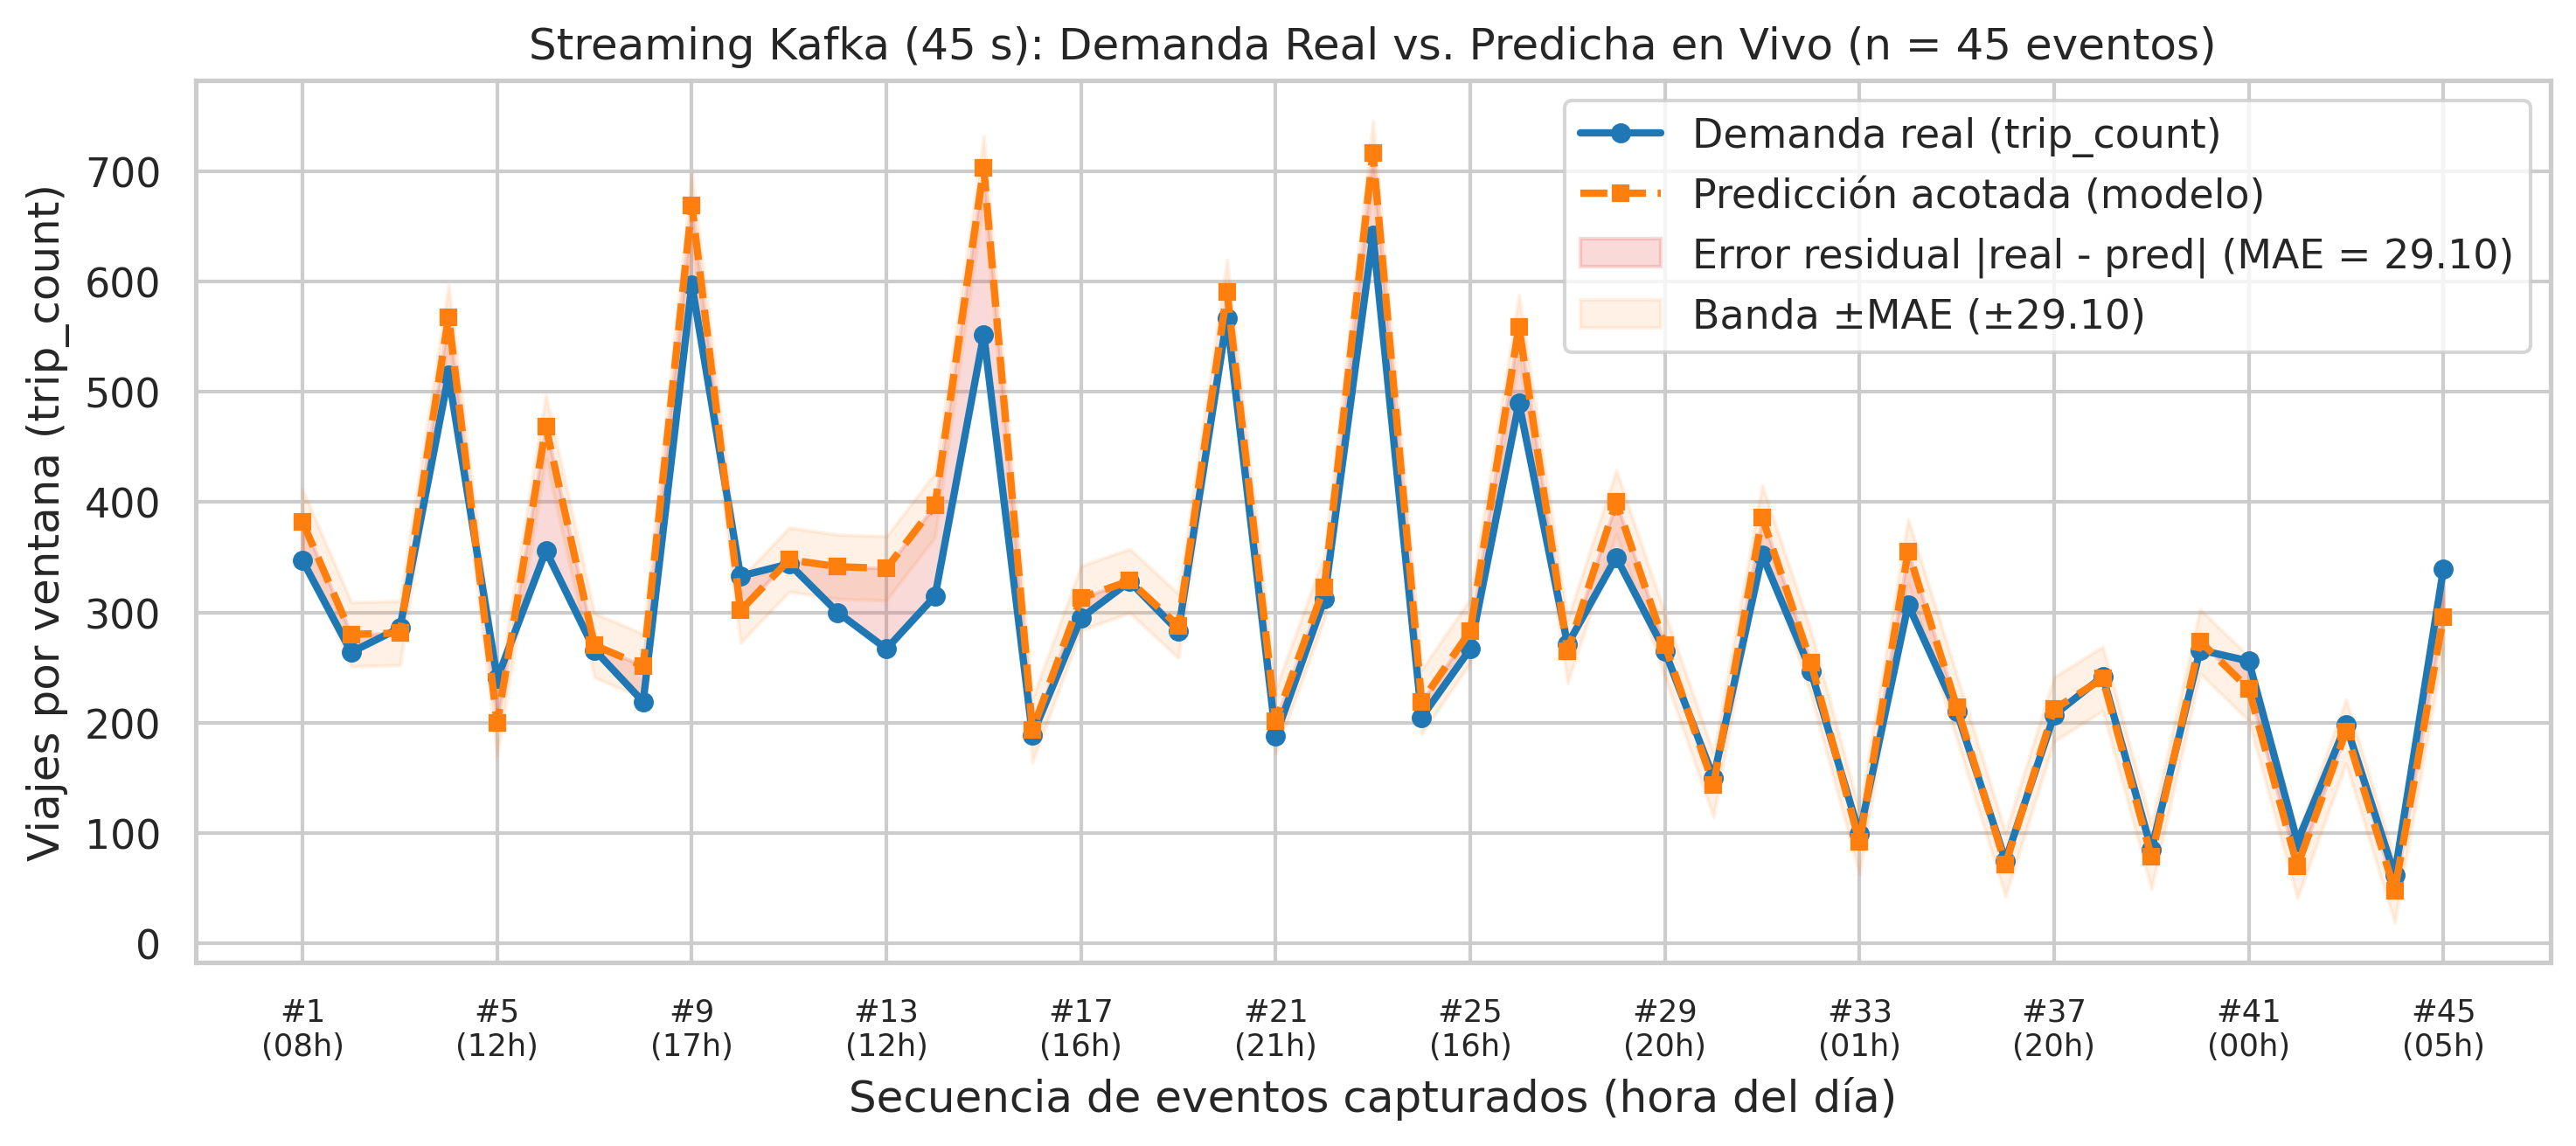 Streaming Kafka (45 s): Demanda Real vs. Predicha en Vivo (n = 45 eventos)
Demanda real (trip_count)
Predicción acotada (modelo)
Error residual |real - pred| (MAE = 29.10)
Banda ±MAE (±29.10)
Viajes por ventana (trip_count)
700
600
500
400
300
200
100
0
#1 #5 #9 #13 #17 #21 #25 #29 #33 #37 #41 #45
(08h) (12h) (17h) (12h) (16h) (21h) (16h) (20h) (01h) (20h) (00h) (05h)
Secuencia de eventos capturados (hora del día)